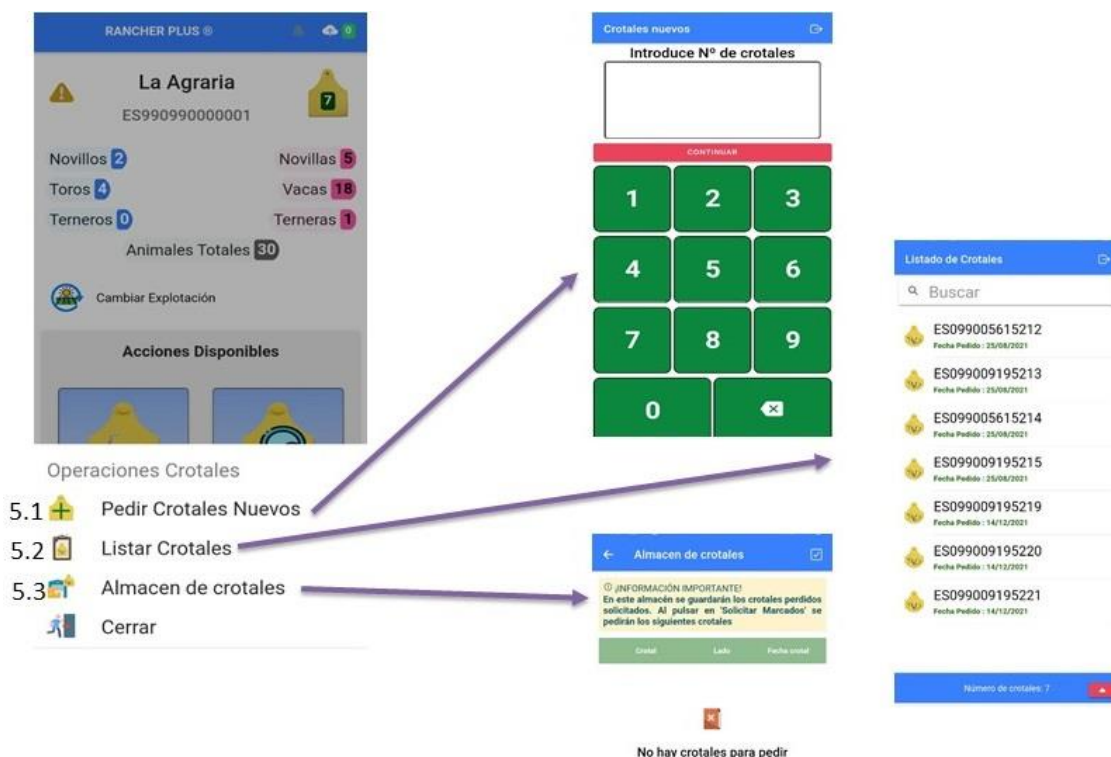 RANCHER PLUS ®
0
La Agraria
7
ES990990000001
Novillos 2
Novillas 5
Toros 4
Vacas 18
Terneros 0
Terneras 1
Animales Totales 30
Cambiar Explotación
Acciones Disponibles
Operaciones Crotales
5.1 Pedir Crotales Nuevos
5.2 Listar Crotales
5.3 Almacen de crotales
Cerrar
Crotales nuevos
Introduce Nº de crotales
CONTINUAR
1 2 3
4 5 6
7 8 9
0
Almacen de crotales
¡INFORMACIÓN IMPORTANTE!
En este almacén se guardarán los crotales perdidos
solicitados. Al pulsar en 'Solicitar Marcados' se
pedirán los siguientes crotales
Crotal Lado Fecha crotal
No hay crotales para pedir
Listado de Crotales
Buscar
ES099005615212
Fecha Pedido : 25/08/2021
ES099009195213
Fecha Pedido : 25/08/2021
ES099005615214
Fecha Pedido : 25/08/2021
ES099009195215
Fecha Pedido : 25/08/2021
ES099009195219
Fecha Pedido : 14/12/2021
ES099009195220
Fecha Pedido : 14/12/2021
ES099009195221
Fecha Pedido : 14/12/2021
Número de crotales: 7